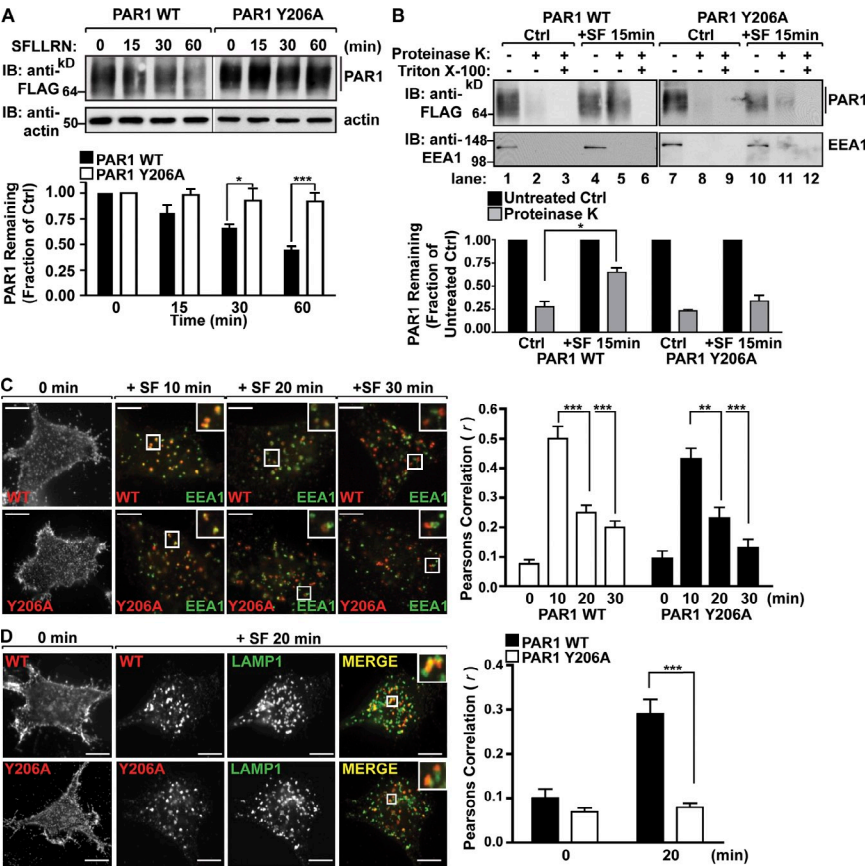 A
PAR1 WT PAR1 Y206A
SFLLRN 0 15 30 60 0 15 30 60 (min)
kD
IB: anti-FLAG 64 PAR1
IB: anti-actin 50 actin
PAR1 WT
PAR1 Y206A
* ***
PAR1 Remaining
(Fraction of Ctrl)
1.00
0.75
0.50
0.25
0.00
0 15 30 60
Time (min)
B
PAR1 WT PAR1 Y206A
Ctrl +SF 15min Ctrl +SF 15min
Proteinase K: - + + - + + - + + - + +
Triton X-100: - - + - - + - - + - - +
kD
IB: anti-FLAG 64 PAR1
IB: anti-EEA1 148 EEA1
98
lane: 1 2 3 4 5 6 7 8 9 10 11 12
Untreated Ctrl
Proteinase K
*
PAR1 Remaining
(Fraction of
Untreated Ctrl)
1.00
0.75
0.50
0.25
0.00
Ctrl +SF 15min Ctrl +SF 15min
PAR1 WT PAR1 Y206A
C
0 min + SF 10 min + SF 20 min +SF 30 min
WT WT EEA1 WT EEA1 WT EEA1
Y206A Y206A EEA1 Y206A EEA1 Y206A EEA1
Pearsons Correlation (r)
0.6
0.5
0.4
0.3
0.2
0.1
0.0
*** *** ** ***
0 10 20 30 0 10 20 30 (min)
PAR1 WT PAR1 Y206A
D
0 min + SF 20 min
WT WT LAMP1 MERGE
Y206A Y206A LAMP1 MERGE
PAR1 WT
PAR1 Y206A
Pearsons Correlation (r)
0.4
0.3
0.2
0.1
0.0
***
0 20 (min)